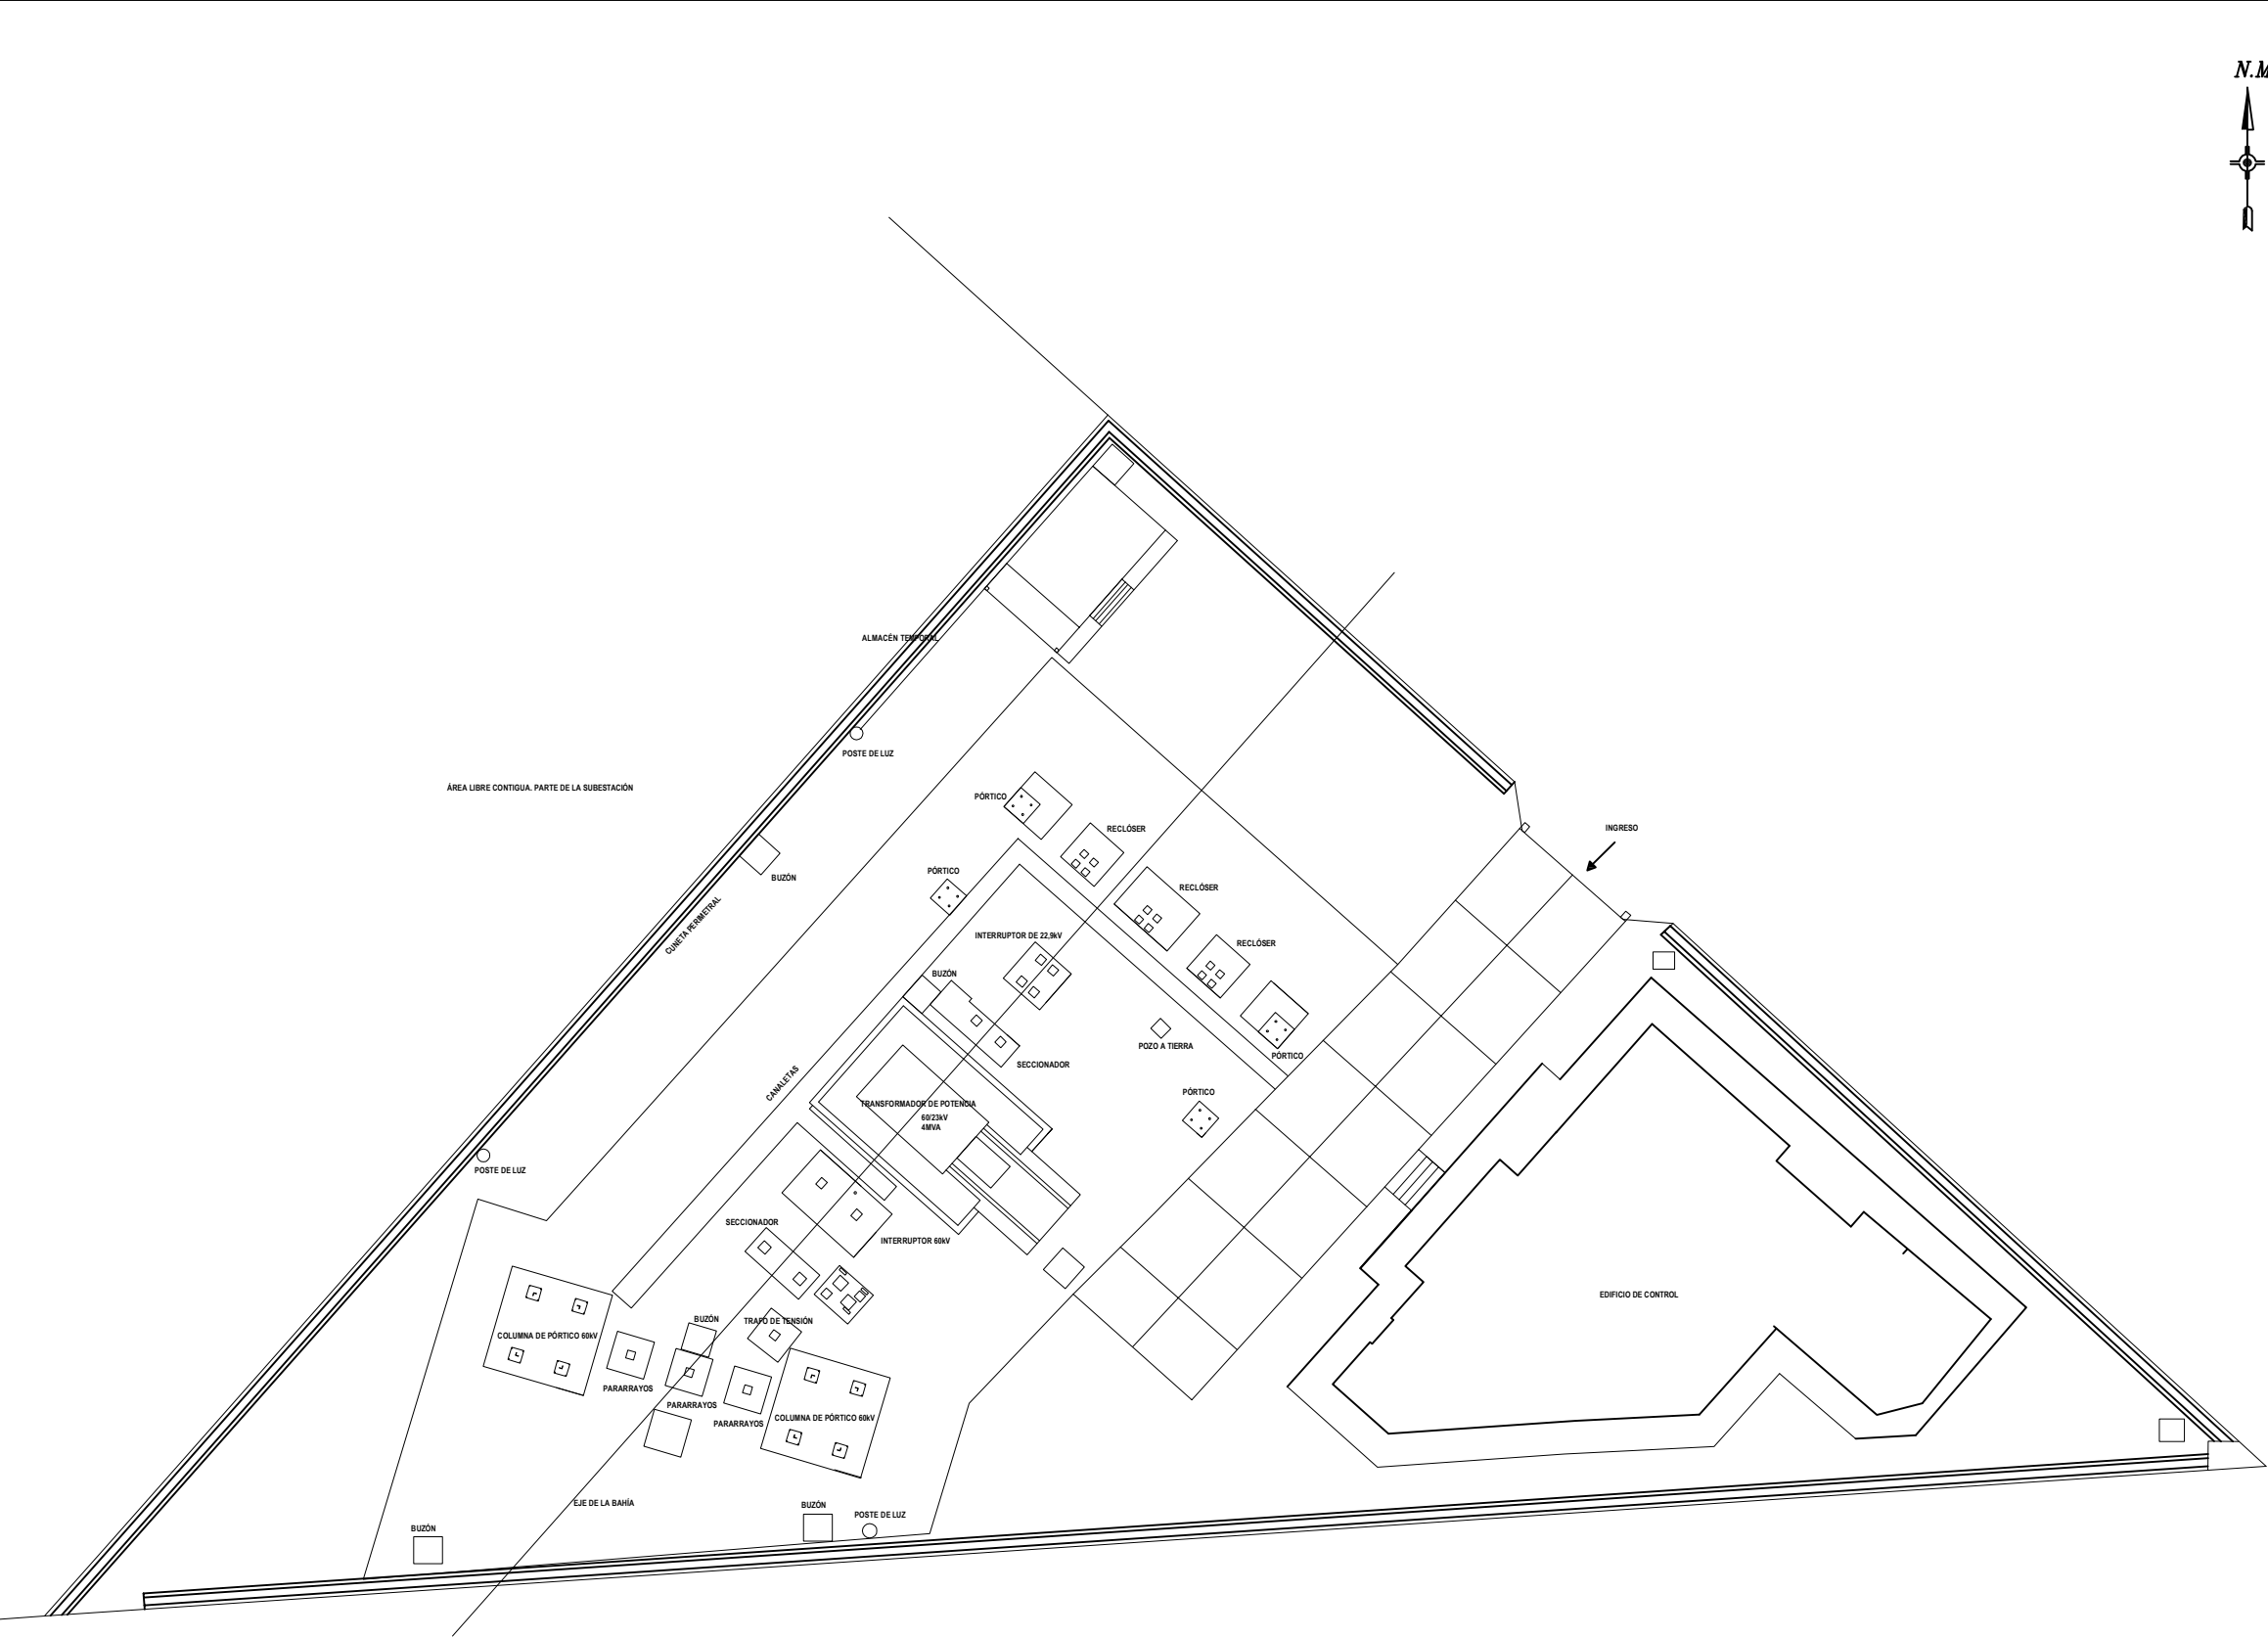 N.M
ALMACÉN TEMPORAL
POSTE DE LUZ
ÁREA LIBRE CONTIGUA. PARTE DE LA SUBESTACIÓN
PÓRTICO
RECLÓSER
INGRESO
PÓRTICO
BUZÓN
RECLÓSER
CUNETA PERIMETRAL
INTERRUPTOR DE 22,9kV
RECLÓSER
BUZÓN
POZO A TIERRA
PÓRTICO
SECCIONADOR
CANALETAS
PÓRTICO
TRANSFORMADOR DE POTENCIA
60/23kV
4MVA
POSTE DE LUZ
SECCIONADOR
INTERRUPTOR 60kV
EDIFICIO DE CONTROL
BUZÓN
TRAFO DE TENSIÓN
COLUMNA DE PÓRTICO 60kV
PARARRAYOS
PARARRAYOS
COLUMNA DE PÓRTICO 60kV
PARARRAYOS
EJE DE LA BAHÍA
BUZÓN
POSTE DE LUZ
BUZÓN